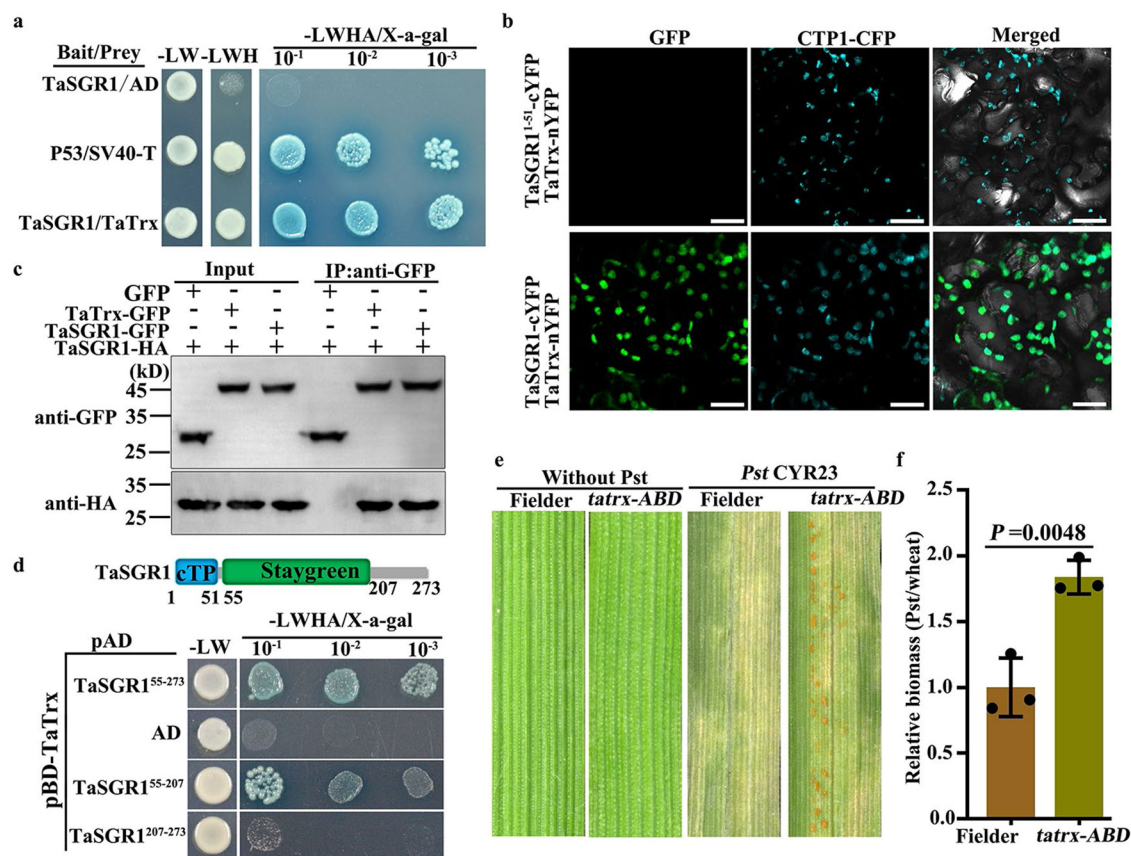 a
-LWHA/X-a-gal
Bait/Prey -LW -LWH 10-1 10-2 10-3
TaSGR1/AD
P53/SV40-T
TaSGR1/TaTrx
b
GFP CTP1-CFP Merged
TaSGR11-51-cYFP
TaTrx-nYFP
TaSGR1-cYFP
TaTrx-nYFP
c
Input IP:anti-GFP
GFP + - - + - -
TaTrx-GFP - + - - + -
TaSGR1-GFP - - + - - +
TaSGR1-HA + + + + + +
(kD)
45
anti-GFP 35
25
35
anti-HA
25
d
TaSGR1 cTP Staygreen
1 51 55 207 273
-LWHA/X-a-gal
pAD -LW 10-1 10-2 10-3
pBD-TaTrx
TaSGR155-273
AD
TaSGR155-207
TaSGR1207-273
e
Without Pst Pst CYR23
Fielder tatrx-ABD Fielder tatrx-ABD
f
Relative biomass (Pst/wheat)
2.5
P =0.0048
2.0
1.5
1.0
0.5
0.0
Fielder tatrx-ABD